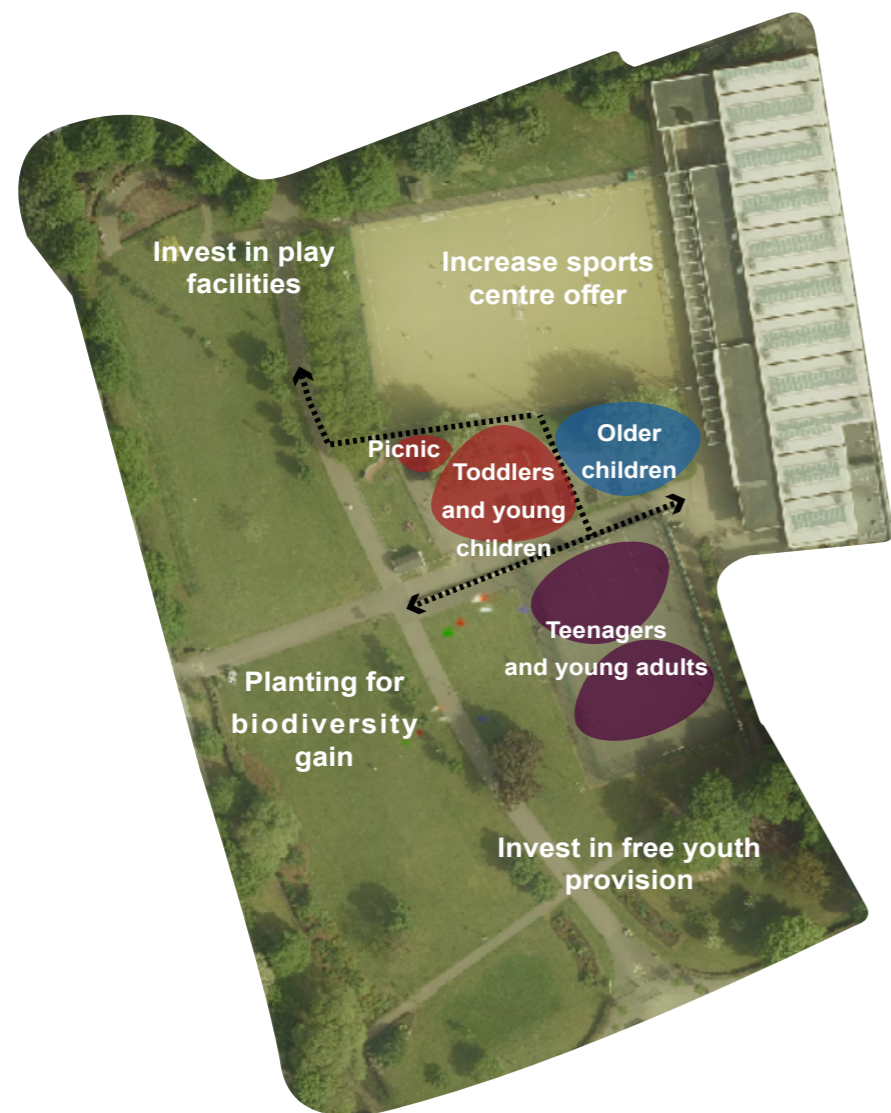 Invest in play
facilities
Increase sports
centre offer
Picnic
Older
children
Toddlers
and young
children
Teenagers
and young adults
Planting for
biodiversity
gain
Invest in free youth
provision